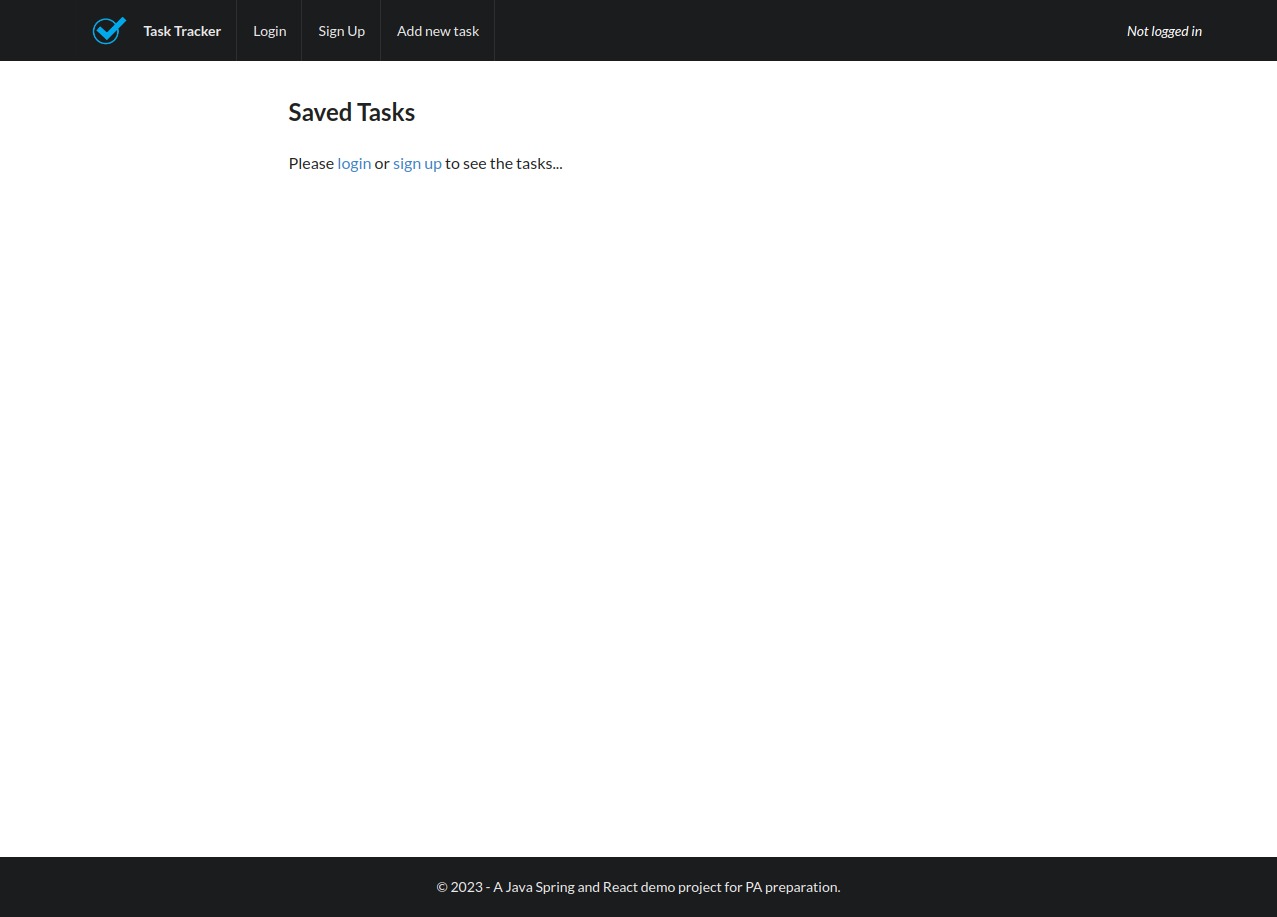 Task Tracker Login Sign Up Add new task Not logged in
Saved Tasks
Please login or sign up to see the tasks...
© 2023 - A Java Spring and React demo project for PA preparation.